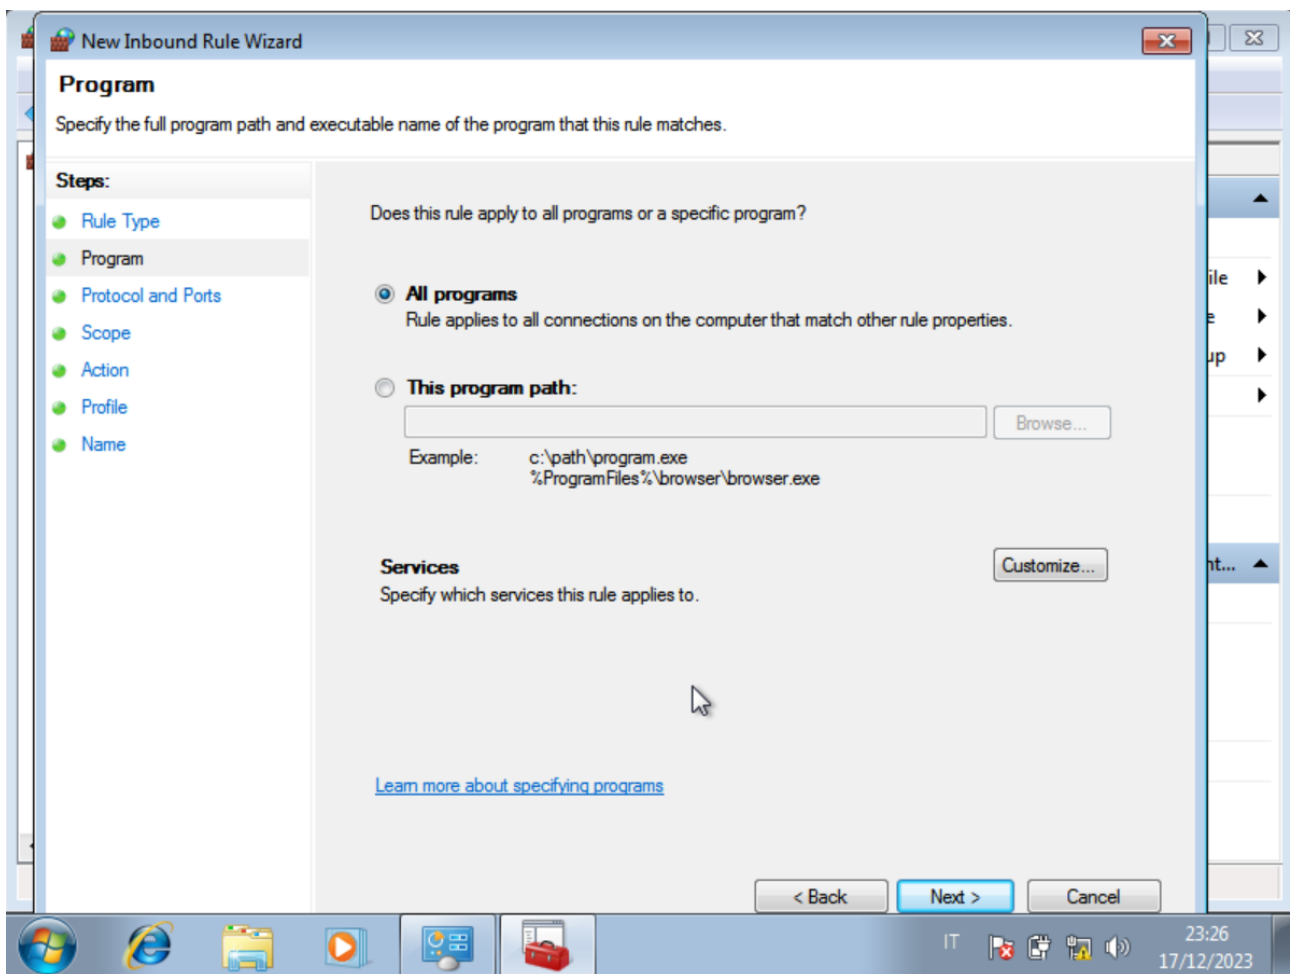 New Inbound Rule Wizard
Program
Specify the full program path and executable name of the program that this rule matches.
Steps:
Rule Type
Program
Protocol and Ports
Scope
Action
Profile
Name
Does this rule apply to all programs or a specific program?
All programs
Rule applies to all connections on the computer that match other rule properties.
This program path:
Browse...
Example: c:\path\program.exe
%ProgramFiles%\browser\browser.exe
Services
Customize...
Specify which services this rule applies to.
Learn more about specifying programs
< Back Next > Cancel
ile
e
up
nt...
IT
23:26
17/12/2023